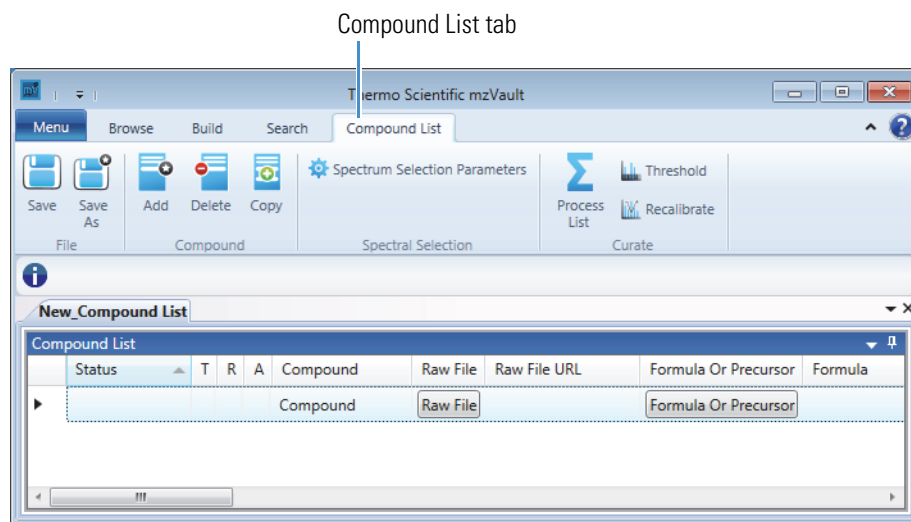 Compound List tab
mV
Thermo Scientific mzVault
Menu Browse Build Search Compound List
Save Save As Add Delete Copy Spectrum Selection Parameters Process List Threshold Recalibrate
File Compound Spectral Selection Curate
New_Compound List
Compound List
Status T R A Compound Raw File Raw File URL Formula Or Precursor Formula
Compound Raw File Formula Or Precursor